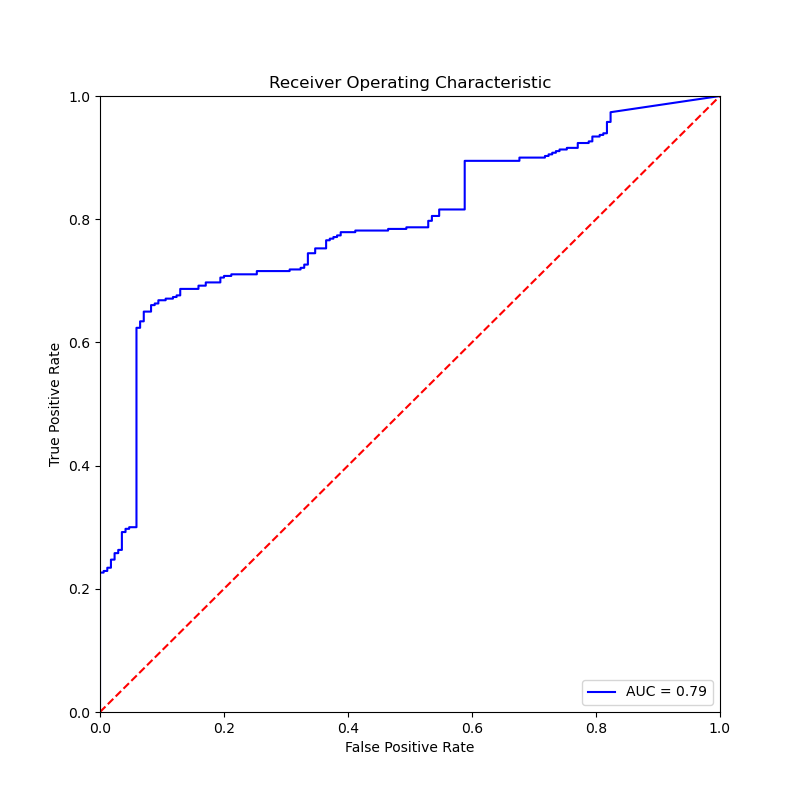 Receiver Operating Characteristic
1.0
0.8
0.6
0.4
0.2
0.0
True Positive Rate
AUC = 0.79
0.0 0.2 0.4 0.6 0.8 1.0
False Positive Rate